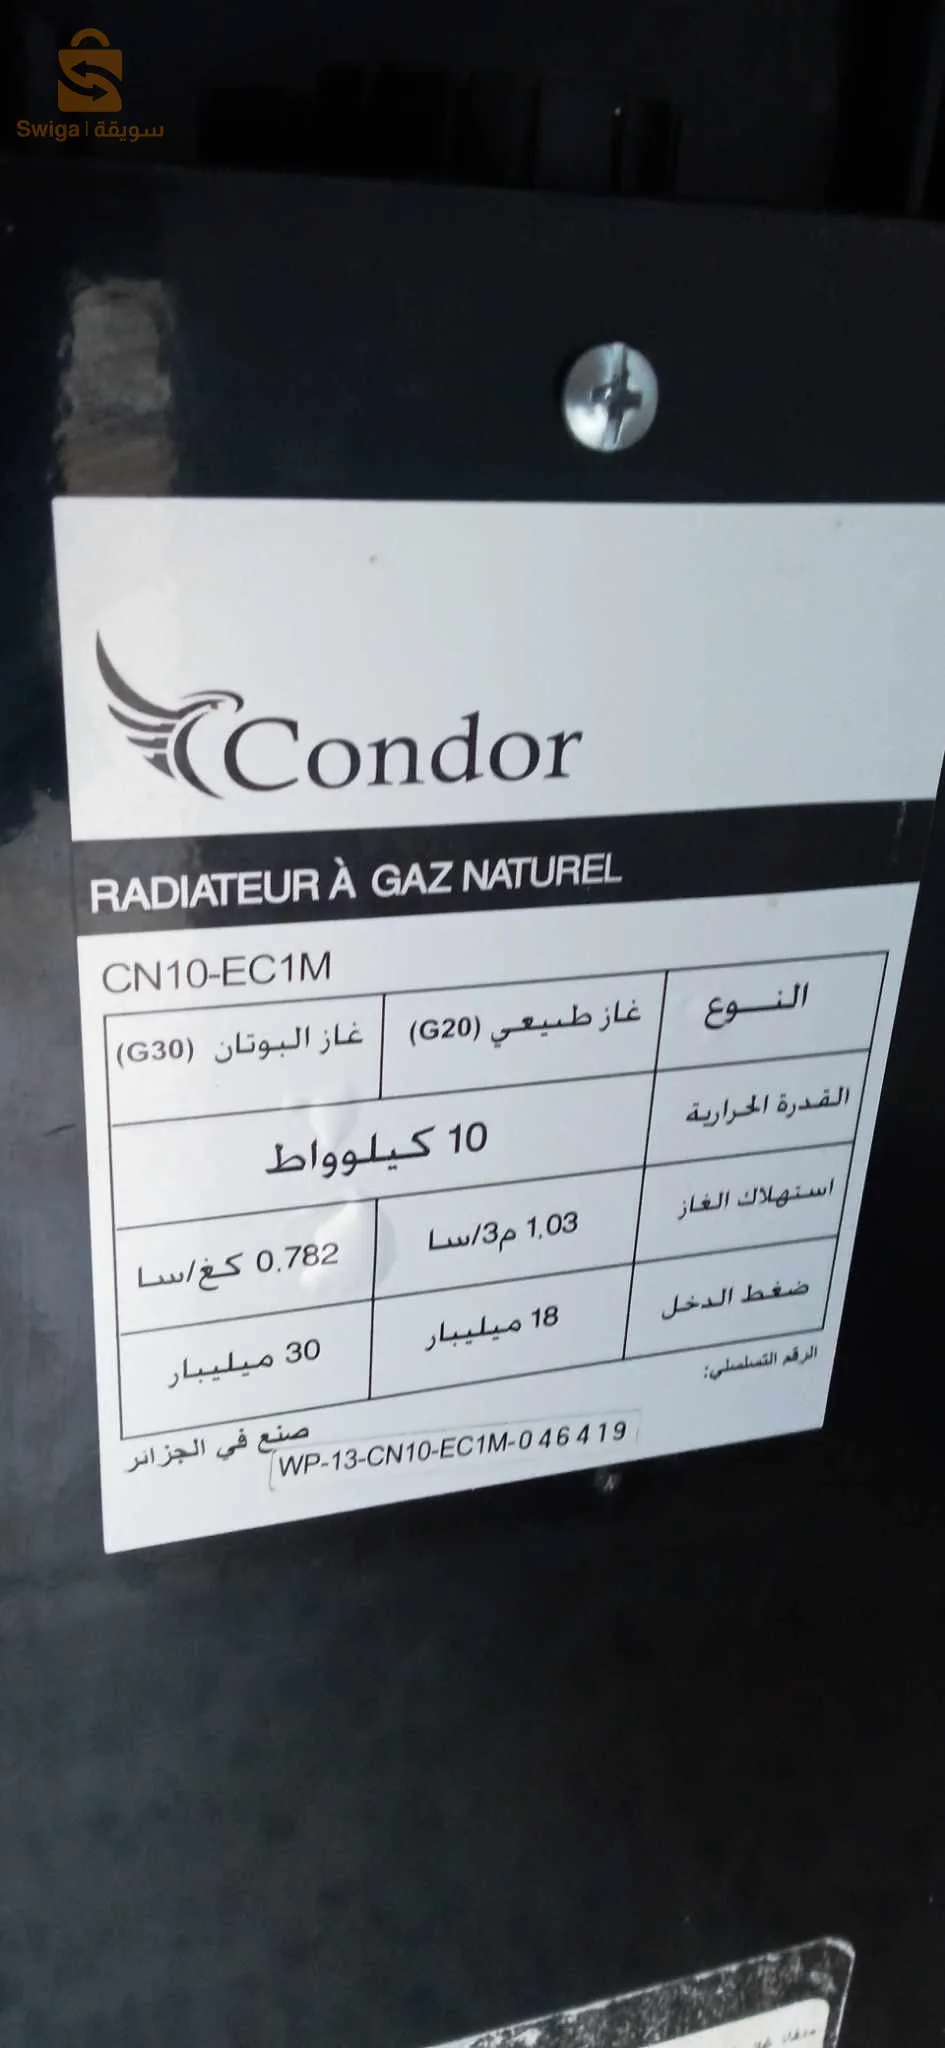 Swiga | سويقة
Condor
RADIATEUR À GAZ NATUREL
CN10-EC1M
النـــوع غاز طبيعي (G20) غاز البوتان (G30)
القدرة الحرارية 10 كيلوواط
استهلاك الغاز 1.03 م3/سا 0.782 كغ/سا
ضغط الدخل 18 ميليبار 30 ميليبار
الرقم التسلسلي:
WP-13-CN10-EC1M-046419
صنع في الجزائر